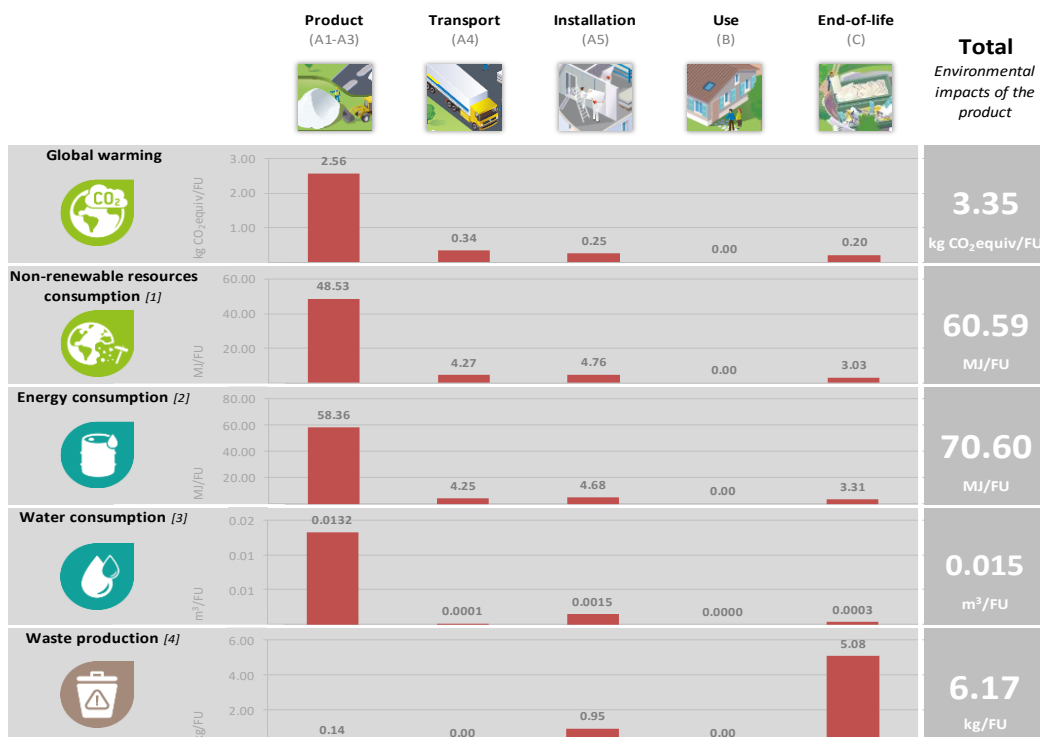 Product
(A1-A3)
Transport
(A4)
Installation
(A5)
Use
(B)
End-of-life
(C)
Total
Environmental
impacts of the
product
Global warming
CO2
kg CO2equiv/FU
3.00
2.00
1.00
2.56
0.34
0.25
0.00
0.20
3.35
kg CO2equiv/FU
Non-renewable resources
consumption [1]
MJ/FU
60.00
40.00
20.00
48.53
4.27
4.76
0.00
3.03
60.59
MJ/FU
Energy consumption [2]
MJ/FU
80.00
60.00
40.00
20.00
58.36
4.25
4.68
0.00
3.31
70.60
MJ/FU
Water consumption [3]
m³/FU
0.02
0.01
0.01
0.0132
0.0001
0.0015
0.0000
0.0003
0.015
m³/FU
Waste production [4]
kg/FU
6.00
4.00
2.00
0.14
0.00
0.95
0.00
5.08
6.17
kg/FU